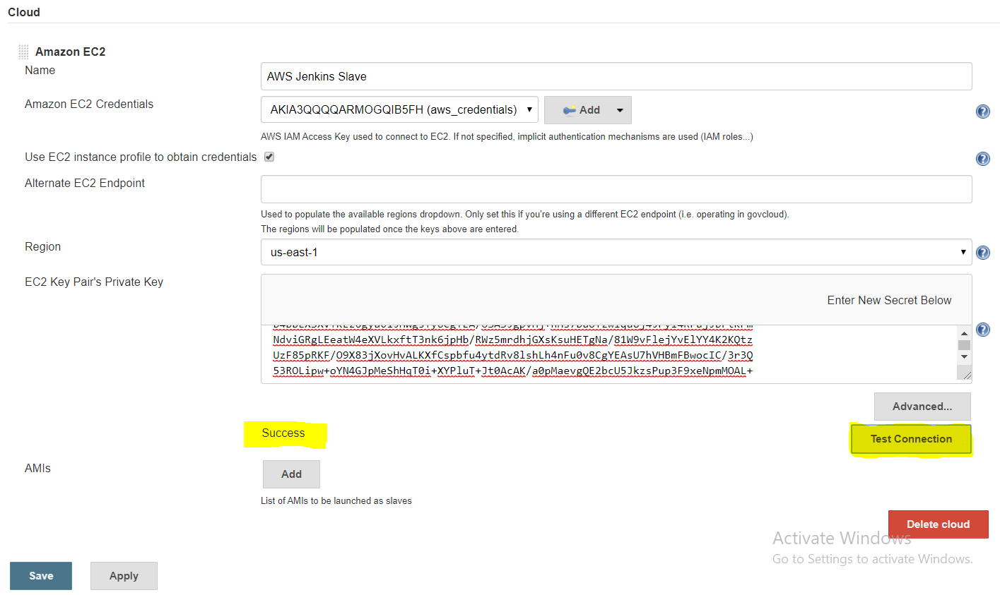 Cloud
Amazon EC2
Name
AWS Jenkins Slave
Amazon EC2 Credentials
AKIA3QQQQARMOGQIB5FH (aws_credentials)
Add
AWS IAM Access Key used to connect to EC2. If not specified, implicit authentication mechanisms are used (IAM roles...)
Use EC2 instance profile to obtain credentials
Alternate EC2 Endpoint
Used to populate the available regions dropdown. Only set this if you're using a different EC2 endpoint (i.e. operating in govcloud).
The regions will be populated once the keys above are entered.
Region
us-east-1
EC2 Key Pair's Private Key
Enter New Secret Below
NdviGRgLEeatW4eXVLkxftT3nk6jpHb/RWz5mrdhjGXsKsuHETgNa/81W9vFlejYvElYY4K2KQtz
UzF85pRKF/O9X83jXovHvALKXfCspbfu4ytdRv8lshLh4nFu0v8CgYEAsU7hVHBmFBwocIC/3r3Q
53ROLipw+oYN4GJpMeShHqT0i+XYPluT+Jt0AcAK/a0pMaevgQE2bcU5JkzsPup3F9xeNpmMOAL+
Advanced...
Success
Test Connection
AMIs
Add
List of AMIs to be launched as slaves
Delete cloud
Activate Windows
Go to Settings to activate Windows.
Save
Apply